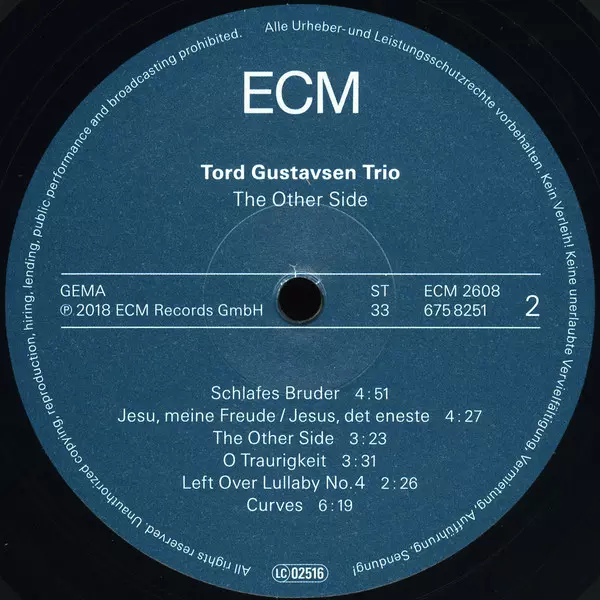 ECM
Tord Gustavsen Trio
The Other Side
GEMA ST ECM 2608
℗ 2018 ECM Records GmbH 33 675 8251 2
Schlafes Bruder 4:51
Jesu, meine Freude / Jesus, det eneste 4:27
The Other Side 3:23
O Traurigkeit 3:31
Left Over Lullaby No. 4 2:26
Curves 6:19
Alle Urheber- und Leistungsschutzrechte vorbehalten. Kein Verleih! Keine unerlaubte Vervielfältigung, Vermietung, Aufführung, Sendung!
LC 02516
All rights reserved. Unauthorized copying, reproduction, hiring, lending, public performance and broadcasting prohibited.